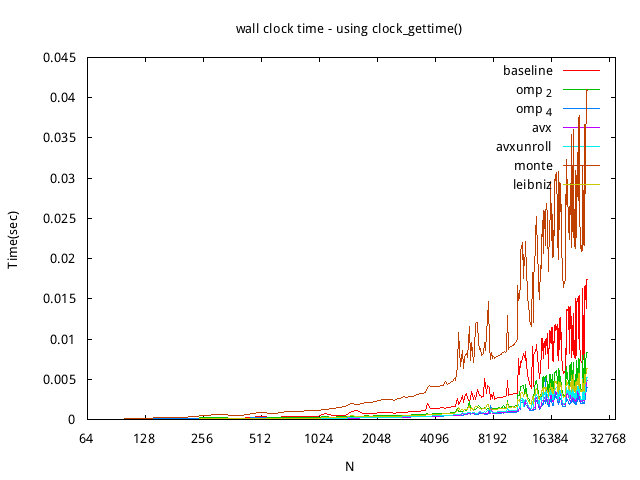 wall clock time - using clock_gettime()
0.045
0.04
0.035
0.03
0.025
0.02
0.015
0.01
0.005
0
Time(sec)
baseline
omp 2
omp 4
avx
avxunroll
monte
leibniz
64 128 256 512 1024 2048 4096 8192 16384 32768
N